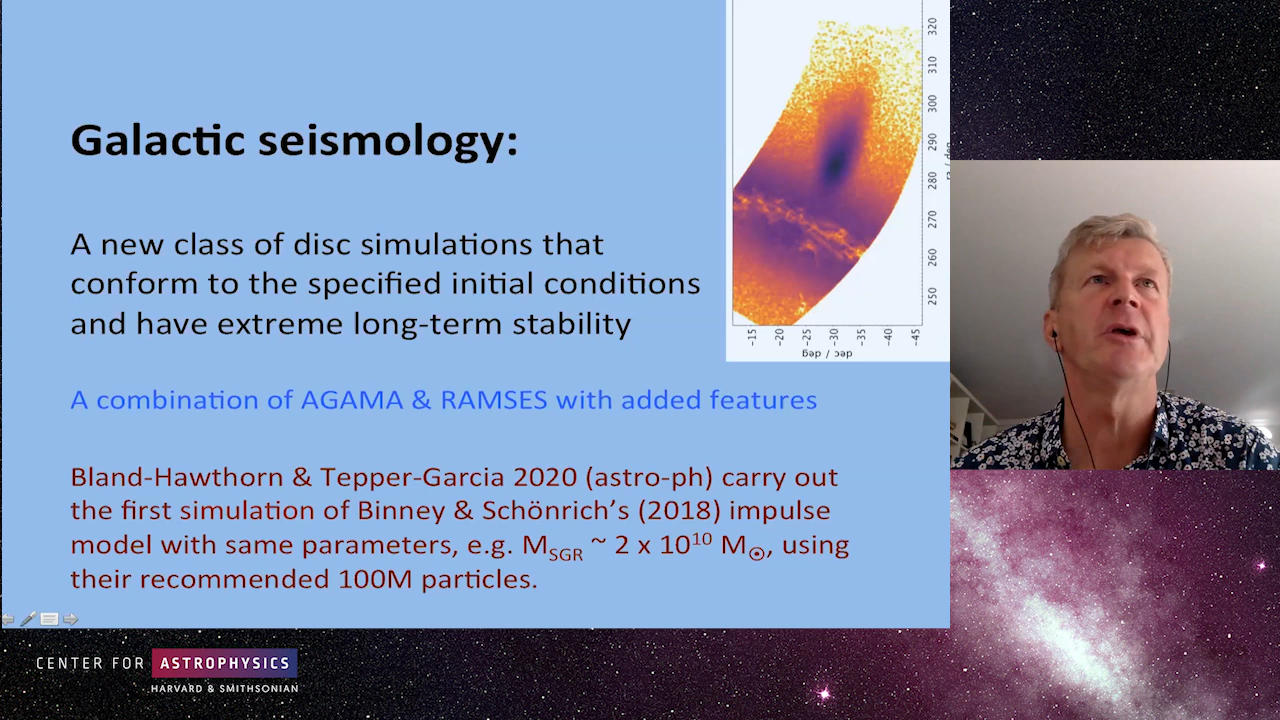 Galactic seismology:
A new class of disc simulations that
conform to the specified initial conditions
and have extreme long-term stability
A combination of AGAMA & RAMSES with added features
Bland-Hawthorn & Tepper-Garcia 2020 (astro-ph) carry out
the first simulation of Binney & Schönrich’s (2018) impulse
model with same parameters, e.g. MSGR ~ 2 x 10¹⁰ M☉, using
their recommended 100M particles.
320
310
300
290
280
270
260
250
-15
-20
-25
-30
-35
-40
-45
dec / deg
CENTER FOR ASTROPHYSICS
HARVARD & SMITHSONIAN